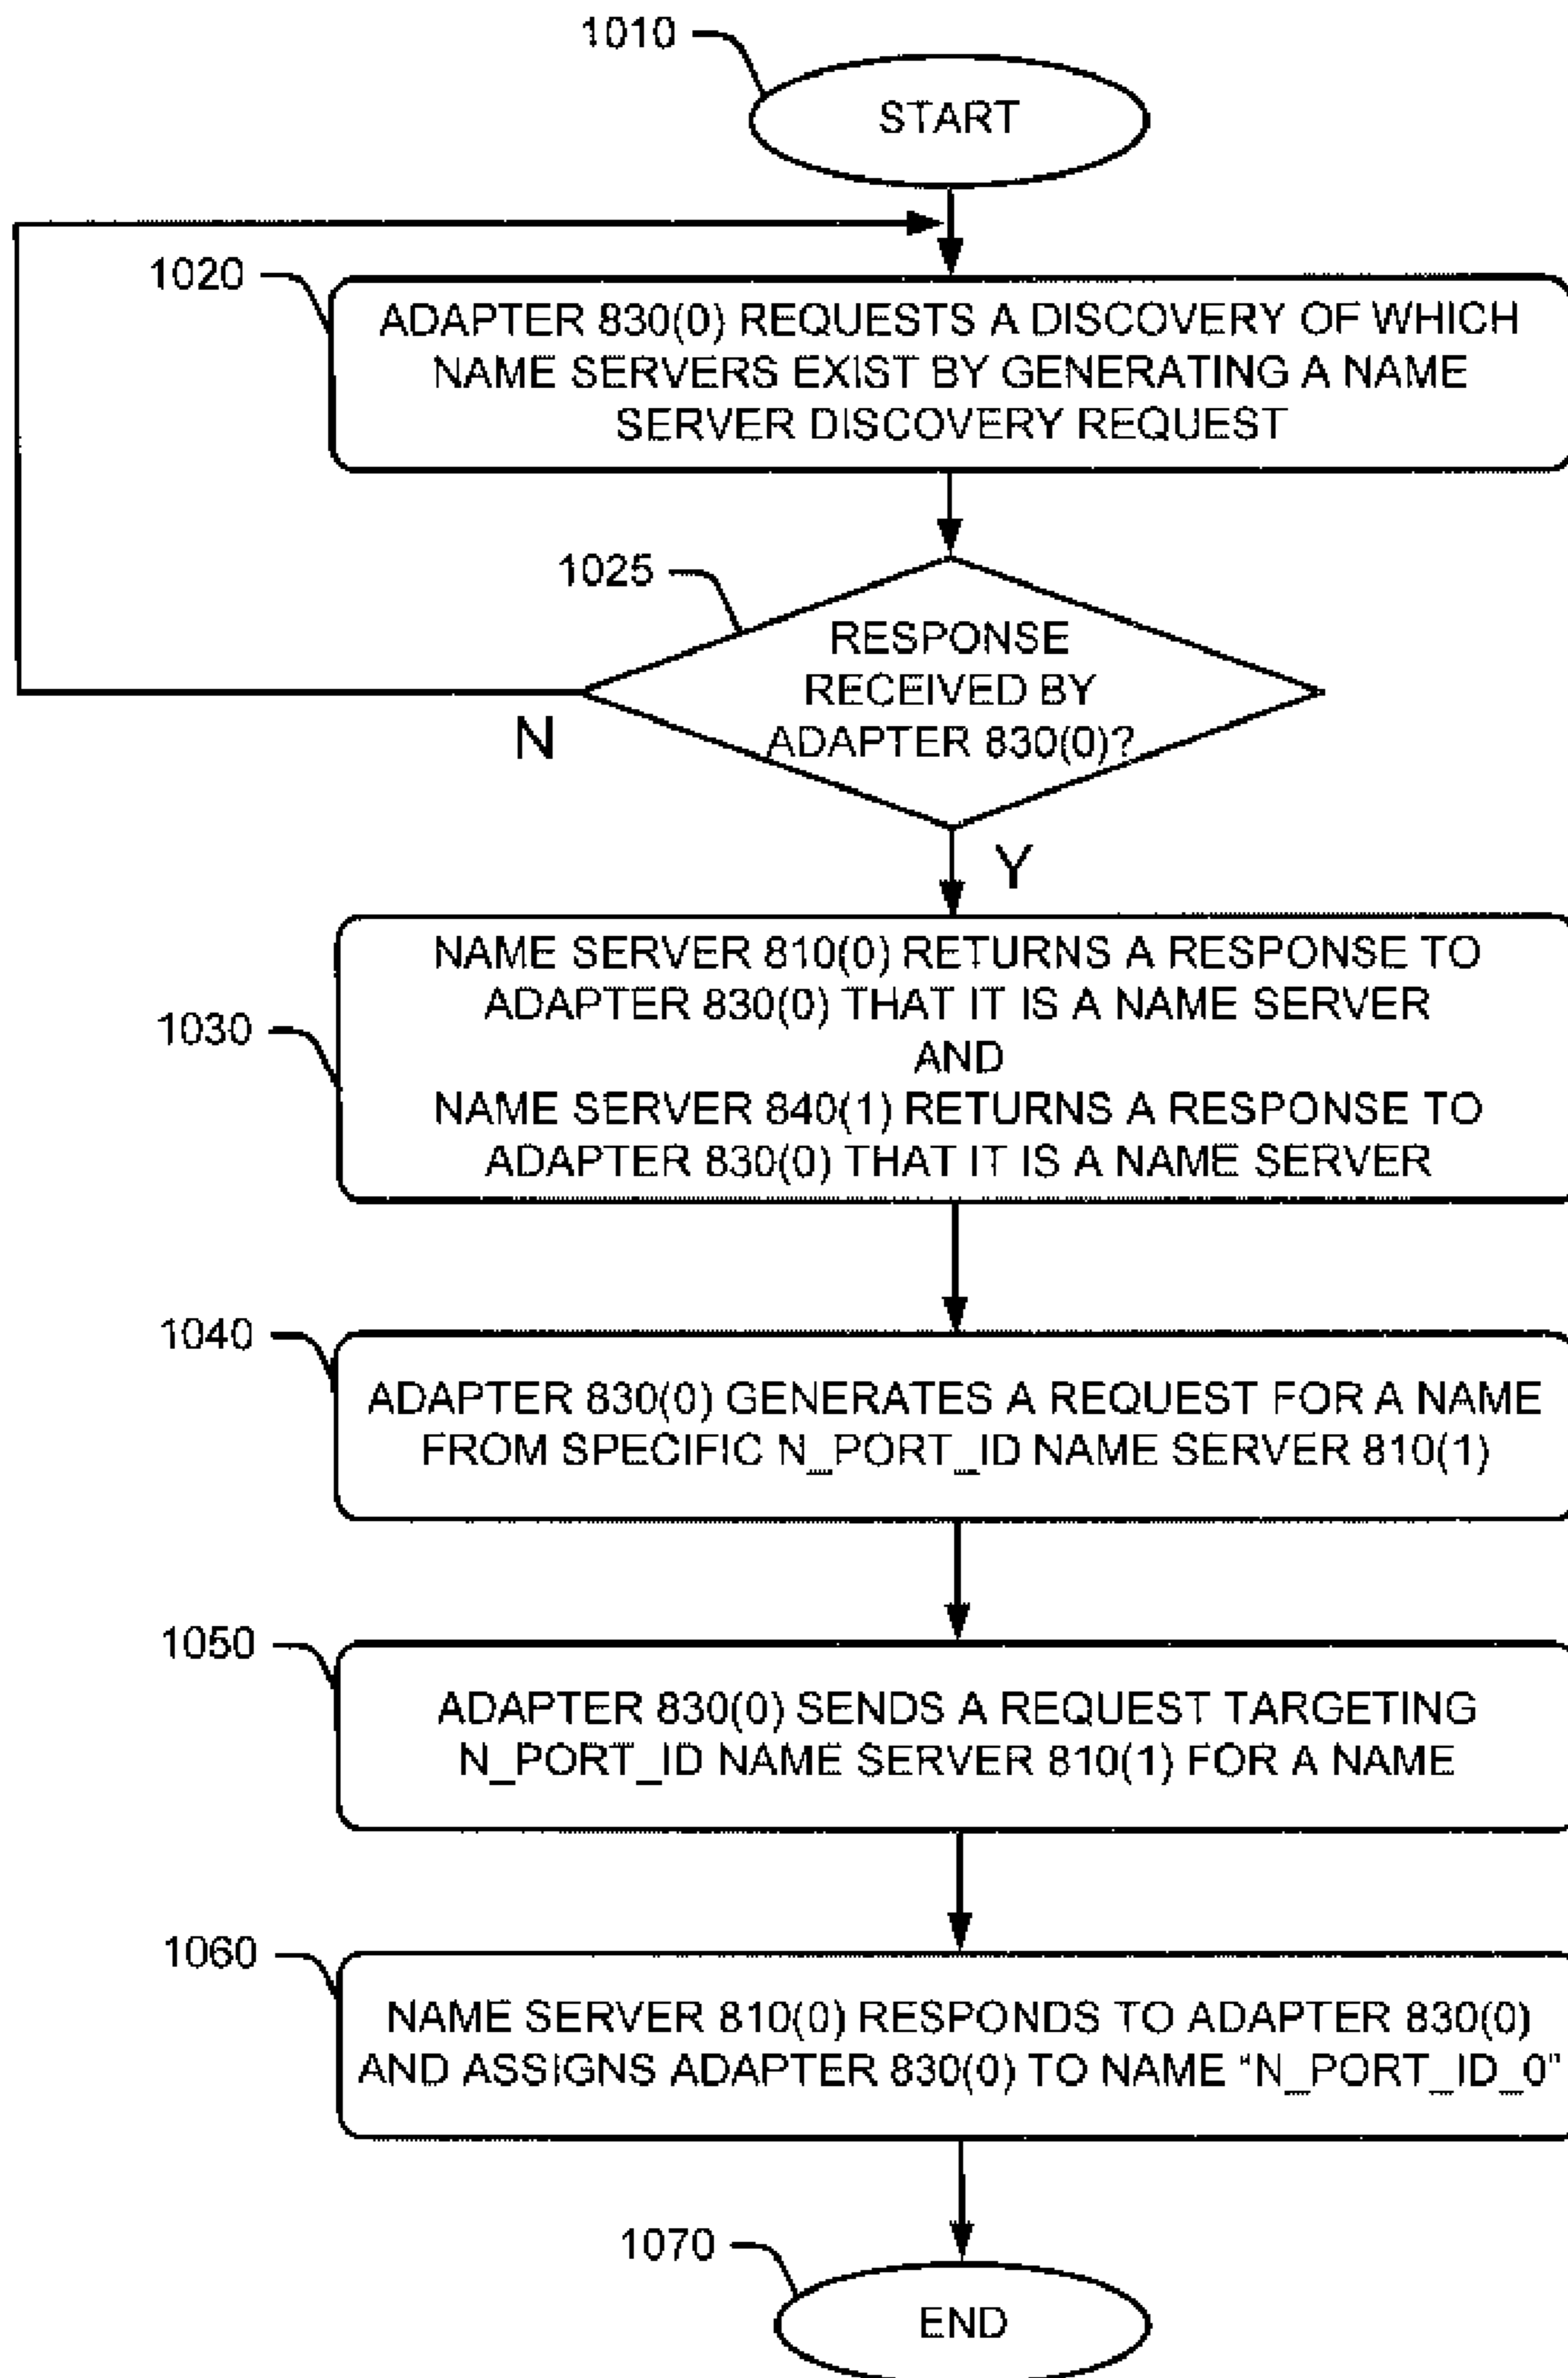 1010
START
1020
ADAPTER 830(0) REQUESTS A DISCOVERY OF WHICH
NAME SERVERS EXIST BY GENERATING A NAME
SERVER DISCOVERY REQUEST
1025
RESPONSE
RECEIVED BY
ADAPTER 830(0)?
N
Y
1030
NAME SERVER 810(0) RETURNS A RESPONSE TO
ADAPTER 830(0) THAT IT IS A NAME SERVER
AND
NAME SERVER 840(1) RETURNS A RESPONSE TO
ADAPTER 830(0) THAT IT IS A NAME SERVER
1040
ADAPTER 830(0) GENERATES A REQUEST FOR A NAME
FROM SPECIFIC N_PORT_ID NAME SERVER 810(1)
1050
ADAPTER 830(0) SENDS A REQUEST TARGETING
N_PORT_ID NAME SERVER 810(1) FOR A NAME
1060
NAME SERVER 810(0) RESPONDS TO ADAPTER 830(0)
AND ASSIGNS ADAPTER 830(0) TO NAME “N_PORT_ID_0”
1070
END